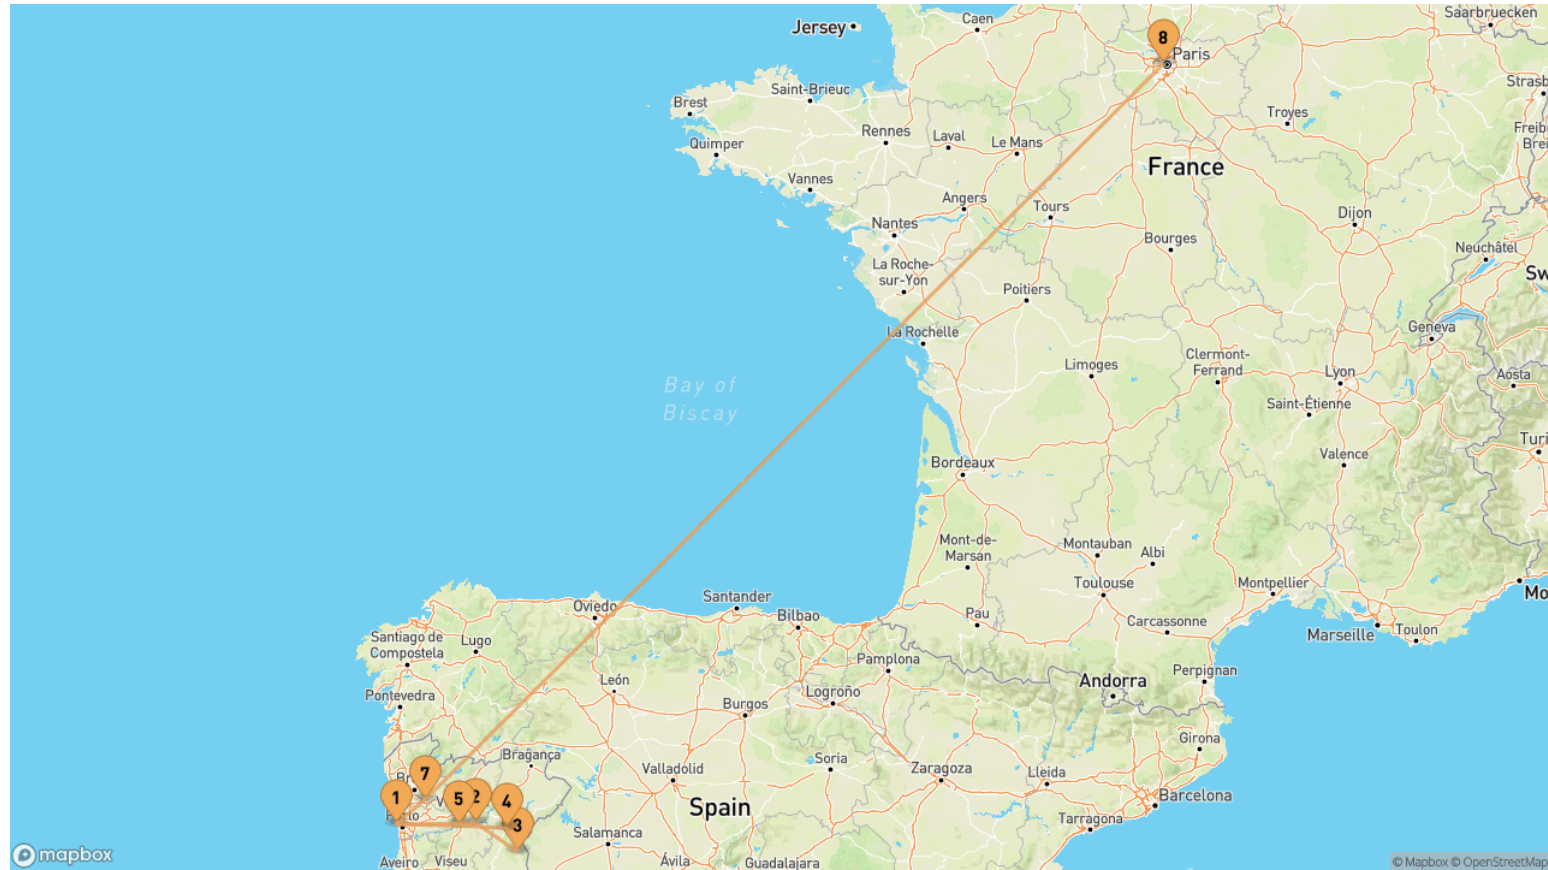 Jersey
Caen
Saarbruecken
8
Paris
Saint-Brieuc
Brest
Strasb
Troyes
Rennes
Laval
Le Mans
Quimper
Freib
Brei
France
Vannes
Angers
Tours
Dijon
Nantes
Bourges
Neuchâtel
La Roche-
sur-Yon
Sw
Poitiers
La Rochelle
Geneva
Clermont-
Ferrand
Limoges
Lyon
Aosta
Bay of
Biscay
Saint-Étienne
Turi
Valence
Bordeaux
Mont-de-
Marsan
Montauban
Albi
Toulouse
Montpellier
Mo
Santander
Oviedo
Bilbao
Pau
Carcassonne
Marseille
Toulon
Santiago de
Compostela
Lugo
Pamplona
Perpignan
León
Andorra
Pontevedra
Logroño
Burgos
Girona
Bragança
Soria
Valladolid
Zaragoza
Lleida
7
Br
1
5
2
4
V
Barcelona
Spain
Porto
3
Tarragona
Salamanca
mapbox
Aveiro
Viseu
Ávila
Guadalajara
© Mapbox © OpenStreetMap